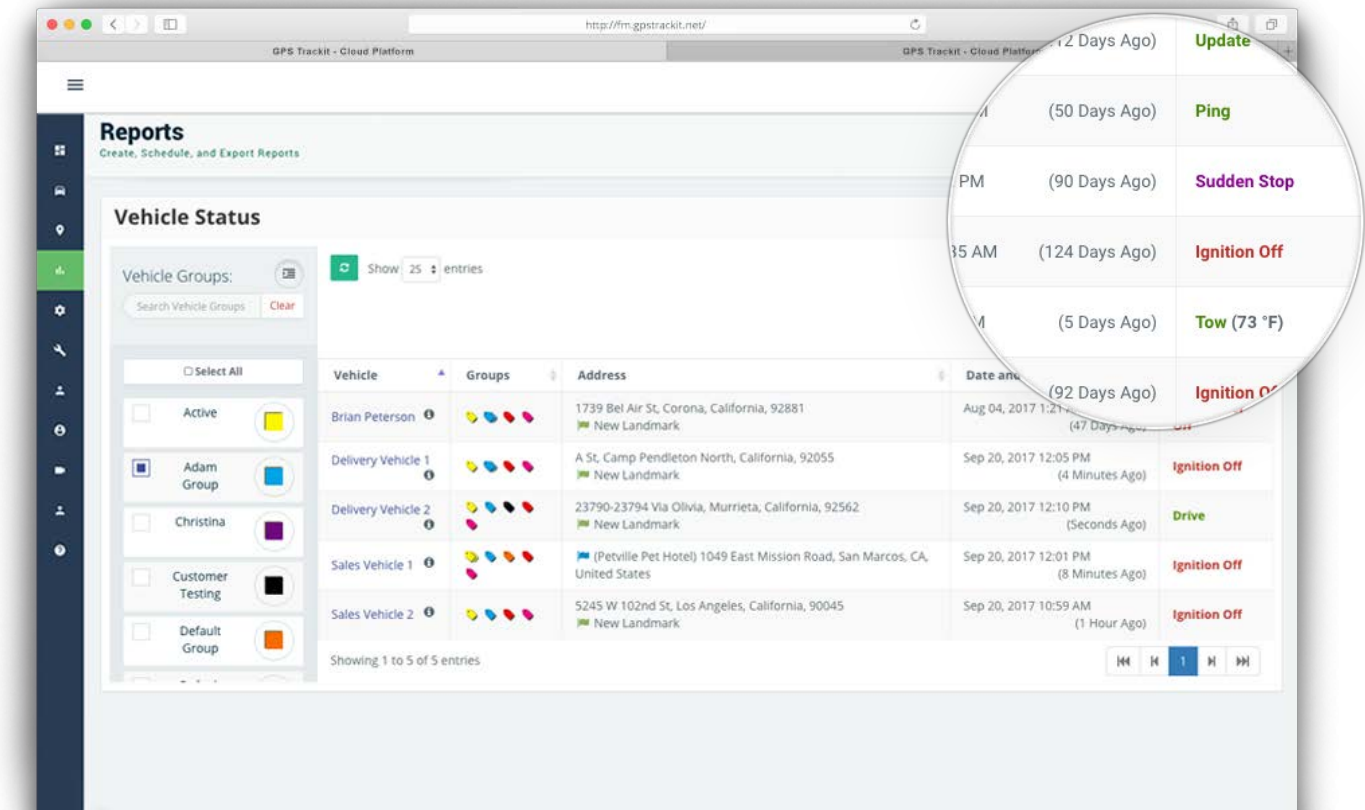 http://fm.gpstrackit.net/
GPS Trackit - Cloud Platform
GPS Trackit - Cloud
Reports
Create, Schedule, and Export Reports
Vehicle Status
Vehicle Groups:
Search Vehicle Groups Clear
Show 25 entries
Select All
Active
Adam
Group
Christina
Customer
Testing
Default
Group
Vehicle Groups Address Date and
Brian Peterson 1739 Bel Air St, Corona, California, 92881 Aug 04, 2017
New Landmark (47 Days Ago) Off
Delivery Vehicle 1 A St, Camp Pendleton North, California, 92055 Sep 20, 2017 12:05 PM Ignition Off
New Landmark (4 Minutes Ago)
Delivery Vehicle 2 23790-23794 Via Olivia, Murrieta, California, 92562 Sep 20, 2017 12:10 PM Drive
New Landmark (Seconds Ago)
Sales Vehicle 1 (Petville Pet Hotel) 1049 East Mission Road, San Marcos, CA, Sep 20, 2017 12:01 PM Ignition Off
United States (8 Minutes Ago)
Sales Vehicle 2 5245 W 102nd St, Los Angeles, California, 90045 Sep 20, 2017 10:59 AM Ignition Off
New Landmark (1 Hour Ago)
Showing 1 to 5 of 5 entries
1
Days Ago) Update
(50 Days Ago) Ping
PM (90 Days Ago) Sudden Stop
AM (124 Days Ago) Ignition Off
(5 Days Ago) Tow (73 °F)
(92 Days Ago) Ignition